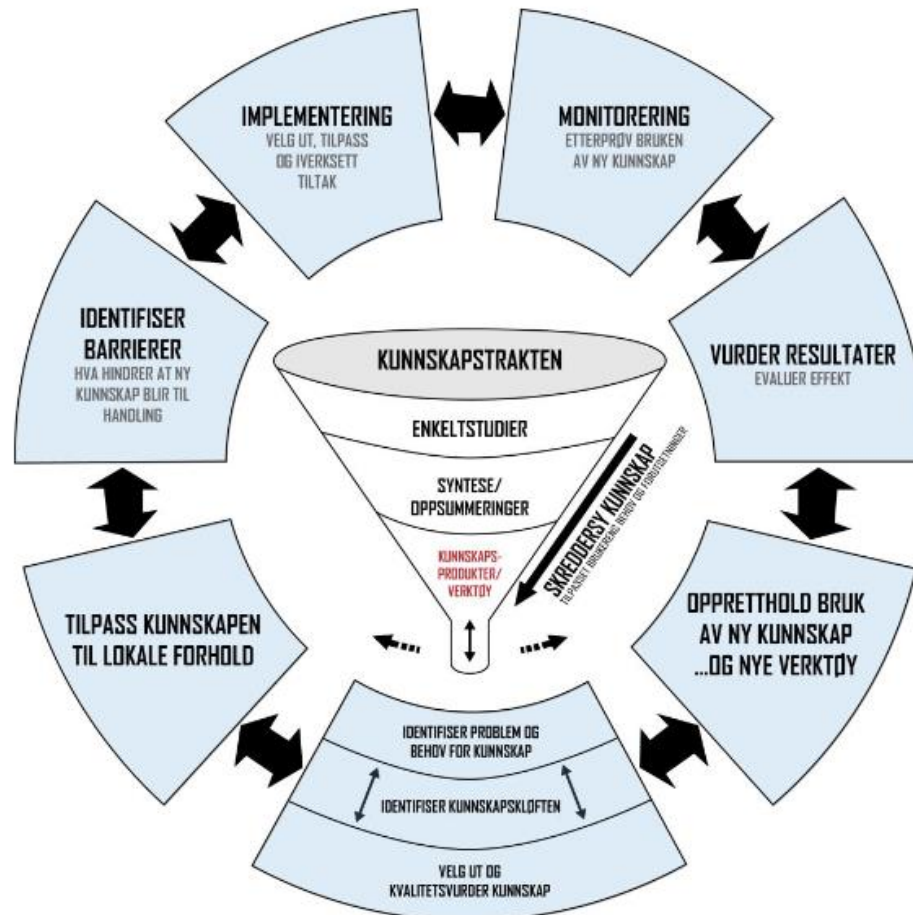 IMPLEMENTERING
VELG UT, TILPASS
OG IVERKSETT
TILTAK
MONITORERING
ETTERPRØV BRUKEN
AV NY KUNNSKAP
IDENTIFISER
BARRIERER
HVA HINDRER AT NY
KUNNSKAP BLIR TIL
HANDLING
VURDER RESULTATER
EVALUER EFFEKT
KUNNSKAPSTRAKTEN
ENKELTSTUDIER
SYNTESE/
OPPSUMMERINGER
KUNNSKAPS-
PRODUKTER/
VERKTØY
SKREDDERSY KUNNSKAP
TILPASSET BRUKERENS BEHOV OG FORUTSETNINGER
TILPASS KUNNSKAPEN
TIL LOKALE FORHOLD
OPPRETTHOLD BRUK
AV NY KUNNSKAP
...OG NYE VERKTØY
IDENTIFISER PROBLEM OG
BEHOV FOR KUNNSKAP
IDENTIFISER KUNNSKAPSKLØFTEN
VELG UT OG
KVALITETSVURDER KUNNSKAP